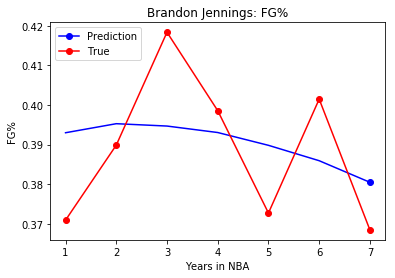 Brandon Jennings: FG%
Prediction
True
FG%
0.42
0.41
0.40
0.39
0.38
0.37
1 2 3 4 5 6 7
Years in NBA